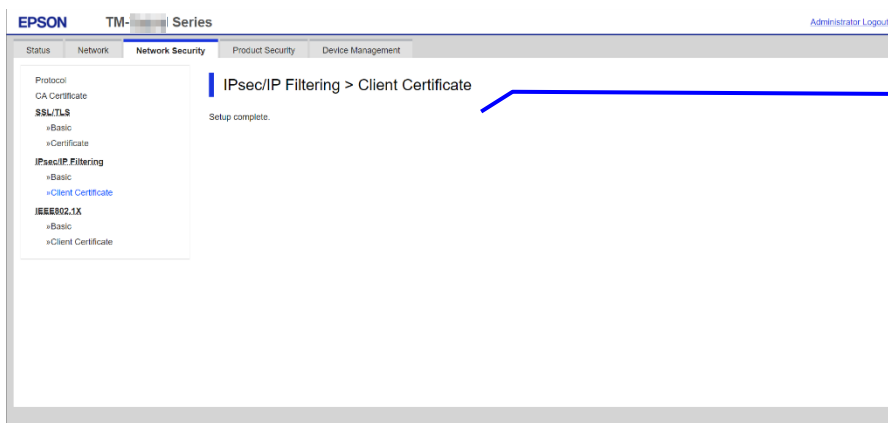 EPSON TM- Series
Administrator Logout
Status Network Network Security Product Security Device Management
Protocol
CA Certificate
SSL/TLS
»Basic
»Certificate
IPsec/IP Filtering
»Basic
»Client Certificate
IEEE802.1X
»Basic
»Client Certificate
IPsec/IP Filtering > Client Certificate
Setup complete.